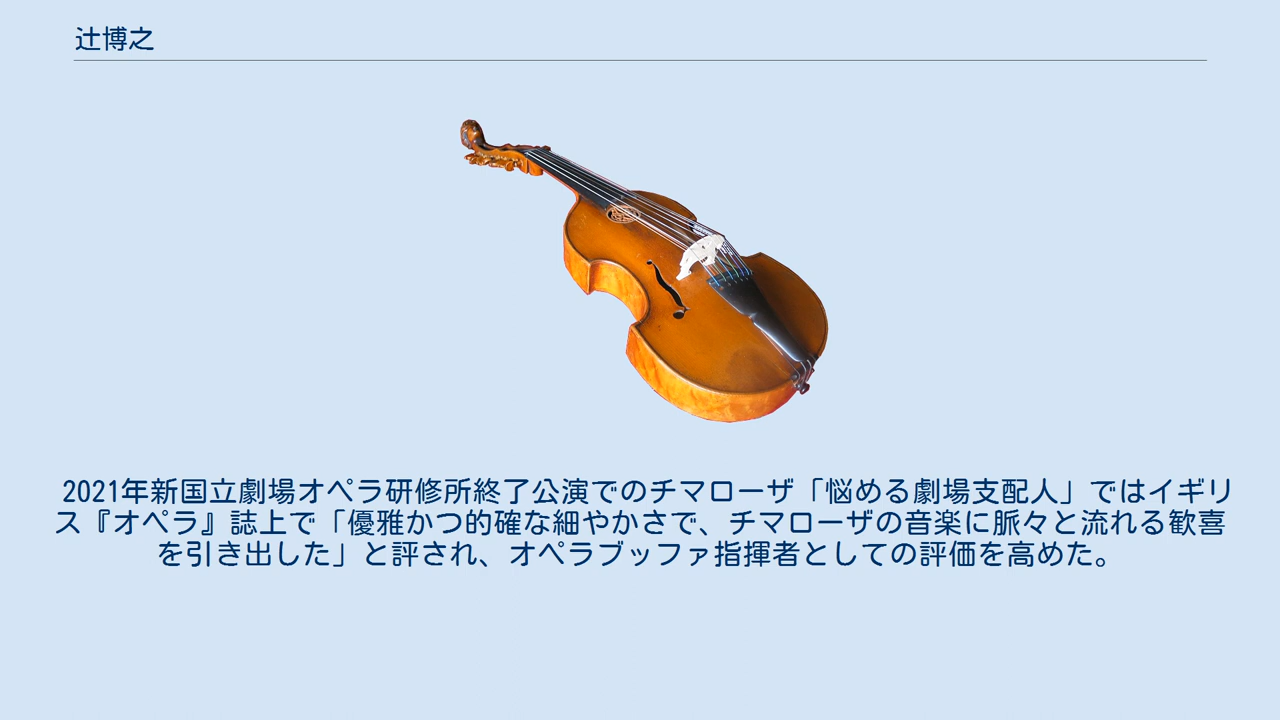 辻博之
2021年新国立劇場オペラ研修所終了公演でのチマローザ「悩める劇場支配人」ではイギリ
ス『オペラ』誌上で「優雅かつ的確な細やかさで、チマローザの音楽に脈々と流れる歓喜
を引き出した」と評され、オペラブッファ指揮者としての評価を高めた。